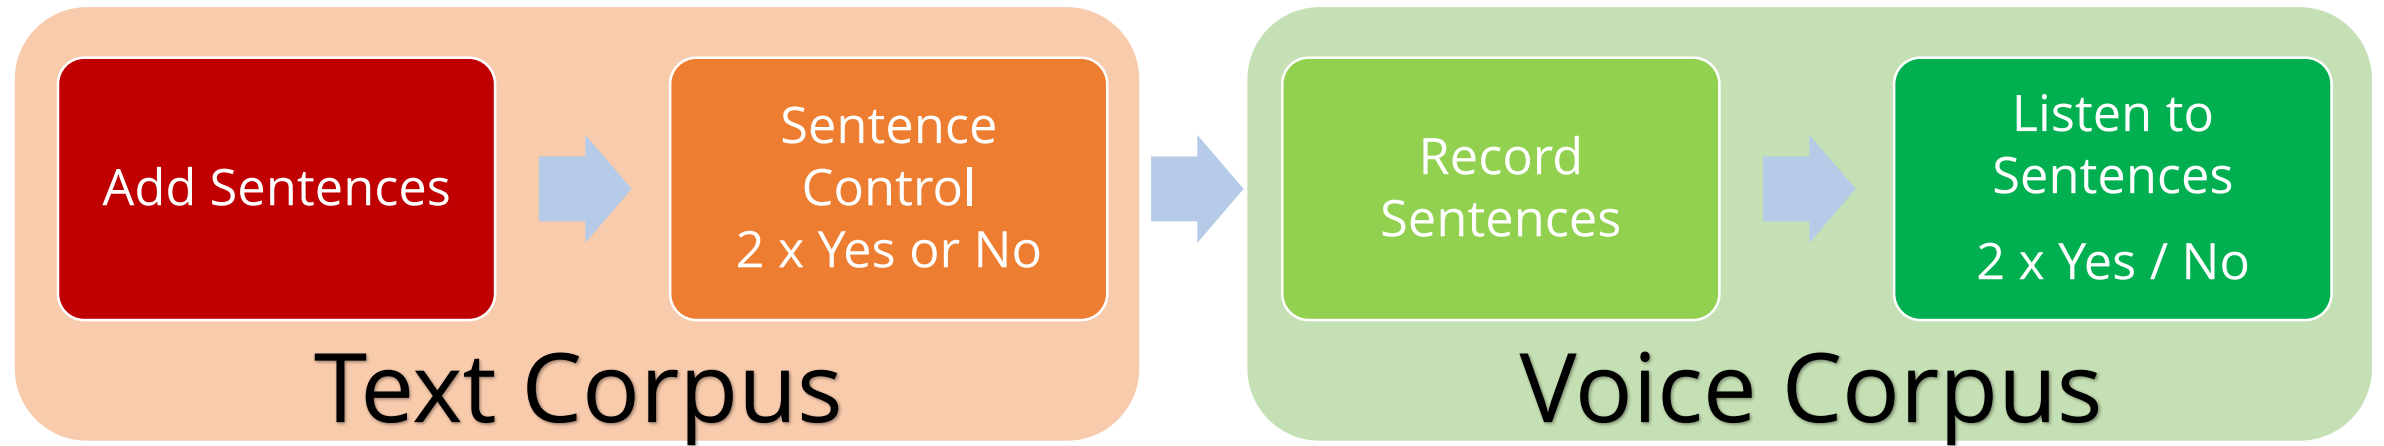 Add Sentences
Sentence
Control
2 x Yes or No
Text Corpus
Record
Sentences
Listen to
Sentences
2 x Yes / No
Voice Corpus